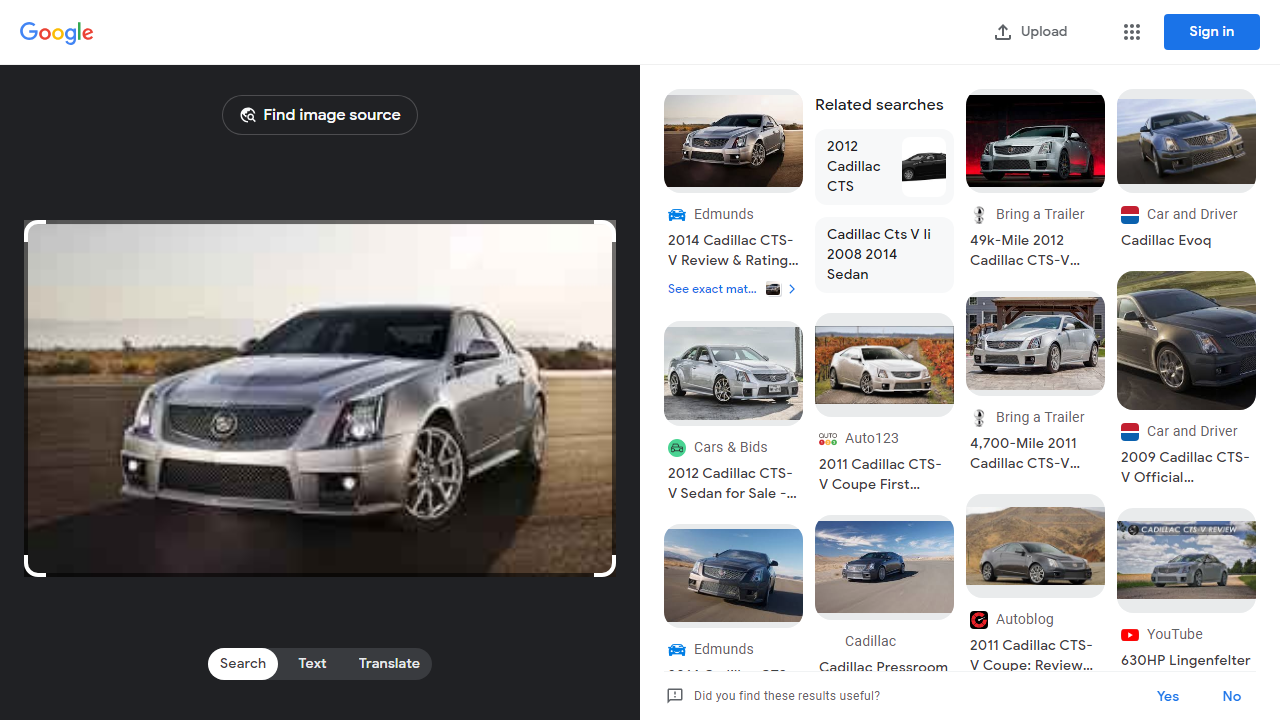 Google
Upload
Sign in
Find image source
Search
Text
Translate
Edmunds
2014 Cadillac CTS-
V Review & Rating...
See exact mat...
Cars & Bids
2012 Cadillac CTS-
V Sedan for Sale -...
Edmunds
Related searches
2012
Cadillac
CTS
Cadillac Cts V Ii
2008 2014
Sedan
Auto123
2011 Cadillac CTS-
V Coupe First...
Cadillac
Cadillac Pressroom
Bring a Trailer
49k-Mile 2012
Cadillac CTS-V...
Bring a Trailer
4,700-Mile 2011
Cadillac CTS-V...
Autoblog
2011 Cadillac CTS-
V Coupe: Review...
Car and Driver
Cadillac Evoq
Car and Driver
2009 Cadillac CTS-
V Official...
CADILLAC CTS-V REVIEW
YouTube
630HP Lingenfelter
Did you find these results useful?
Yes
No